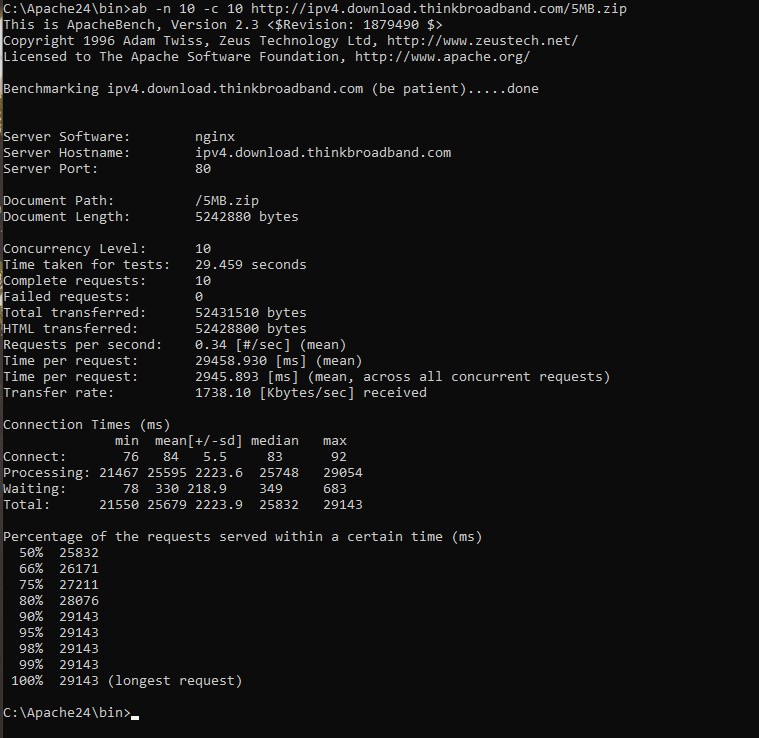 C:\Apache24\bin>ab -n 10 -c 10 http://ipv4.download.thinkbroadband.com/5MB.zip
This is ApacheBench, Version 2.3 <$Revision: 1879490 $>
Copyright 1996 Adam Twiss, Zeus Technology Ltd, http://www.zeustech.net/
Licensed to The Apache Software Foundation, http://www.apache.org/

Benchmarking ipv4.download.thinkbroadband.com (be patient).....done


Server Software:        nginx
Server Hostname:        ipv4.download.thinkbroadband.com
Server Port:            80

Document Path:          /5MB.zip
Document Length:        5242880 bytes

Concurrency Level:      10
Time taken for tests:   29.459 seconds
Complete requests:      10
Failed requests:        0
Total transferred:      52431510 bytes
HTML transferred:       52428800 bytes
Requests per second:    0.34 [#/sec] (mean)
Time per request:       29458.930 [ms] (mean)
Time per request:       2945.893 [ms] (mean, across all concurrent requests)
Transfer rate:          1738.10 [Kbytes/sec] received

Connection Times (ms)
              min  mean[+/-sd] median   max
Connect:       76   84   5.5     83      92
Processing: 21467 25595 2223.6  25748   29054
Waiting:       78  330 218.9    349     683
Total:      21550 25679 2223.9  25832   29143

Percentage of the requests served within a certain time (ms)
  50%  25832
  66%  26171
  75%  27211
  80%  28076
  90%  29143
  95%  29143
  98%  29143
  99%  29143
 100%  29143 (longest request)

C:\Apache24\bin>